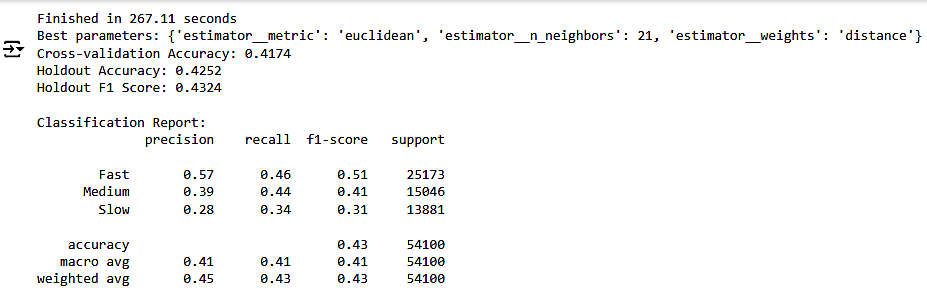 Finished in 267.11 seconds
Best parameters: {'estimator__metric': 'euclidean', 'estimator__n_neighbors': 21, 'estimator__weights': 'distance'}
Cross-validation Accuracy: 0.4174
Holdout Accuracy: 0.4252
Holdout F1 Score: 0.4324
Classification Report:
precision recall f1-score support
Fast 0.57 0.46 0.51 25173
Medium 0.39 0.44 0.41 15046
Slow 0.28 0.34 0.31 13881
accuracy 0.43 54100
macro avg 0.41 0.41 0.41 54100
weighted avg 0.45 0.43 0.43 54100